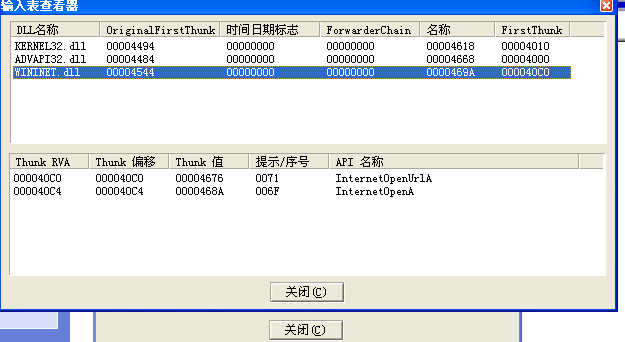 输入表查看器
DLL名称 OriginalFirstThunk 时间日期标志 ForwarderChain 名称 FirstThunk
KERNEL32.dll 00004494 00000000 00000000 00004618 00004010
ADVAPI32.dll 00004484 00000000 00000000 00004668 00004000
WININET.dll 00004544 00000000 00000000 0000469A 000040C0
Thunk RVA Thunk 偏移 Thunk 值 提示/序号 API 名称
000040C0 000040C0 00004676 0071 InternetOpenUrlA
000040C4 000040C4 0000468A 006F InternetOpenA
关闭(C)
关闭(C)